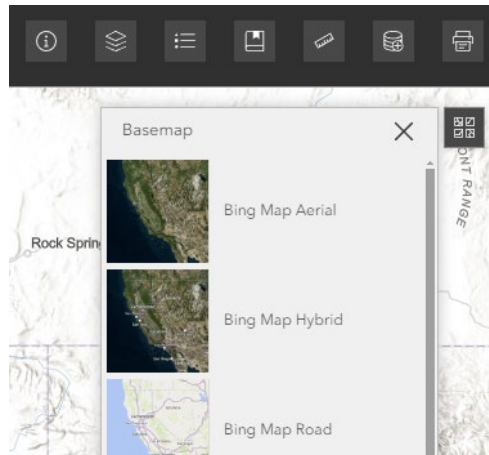 Basemap
Bing Map Aerial
Rock Sprin
Bing Map Hybrid
Bing Map Road
ONT RANGE